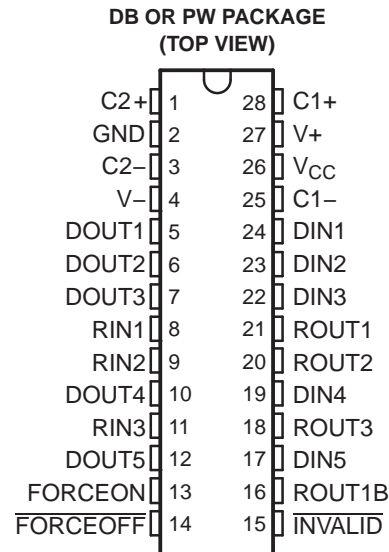 DB OR PW PACKAGE
(TOP VIEW)
C2+ 1 28 C1+
GND 2 27 V+
C2− 3 26 VCC
V− 4 25 C1−
DOUT1 5 24 DIN1
DOUT2 6 23 DIN2
DOUT3 7 22 DIN3
RIN1 8 21 ROUT1
RIN2 9 20 ROUT2
DOUT4 10 19 DIN4
RIN3 11 18 ROUT3
DOUT5 12 17 DIN5
FORCEON 13 16 ROUT1B
FORCEOFF 14 15 INVALID